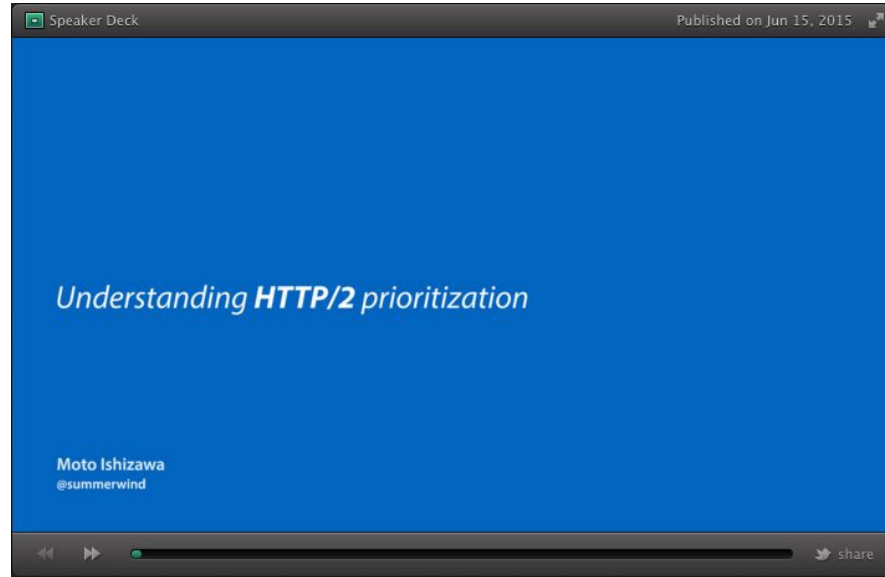 Speaker Deck
Published on Jun 15, 2015
Understanding HTTP/2 prioritization
Moto Ishizawa
@summerwind
share